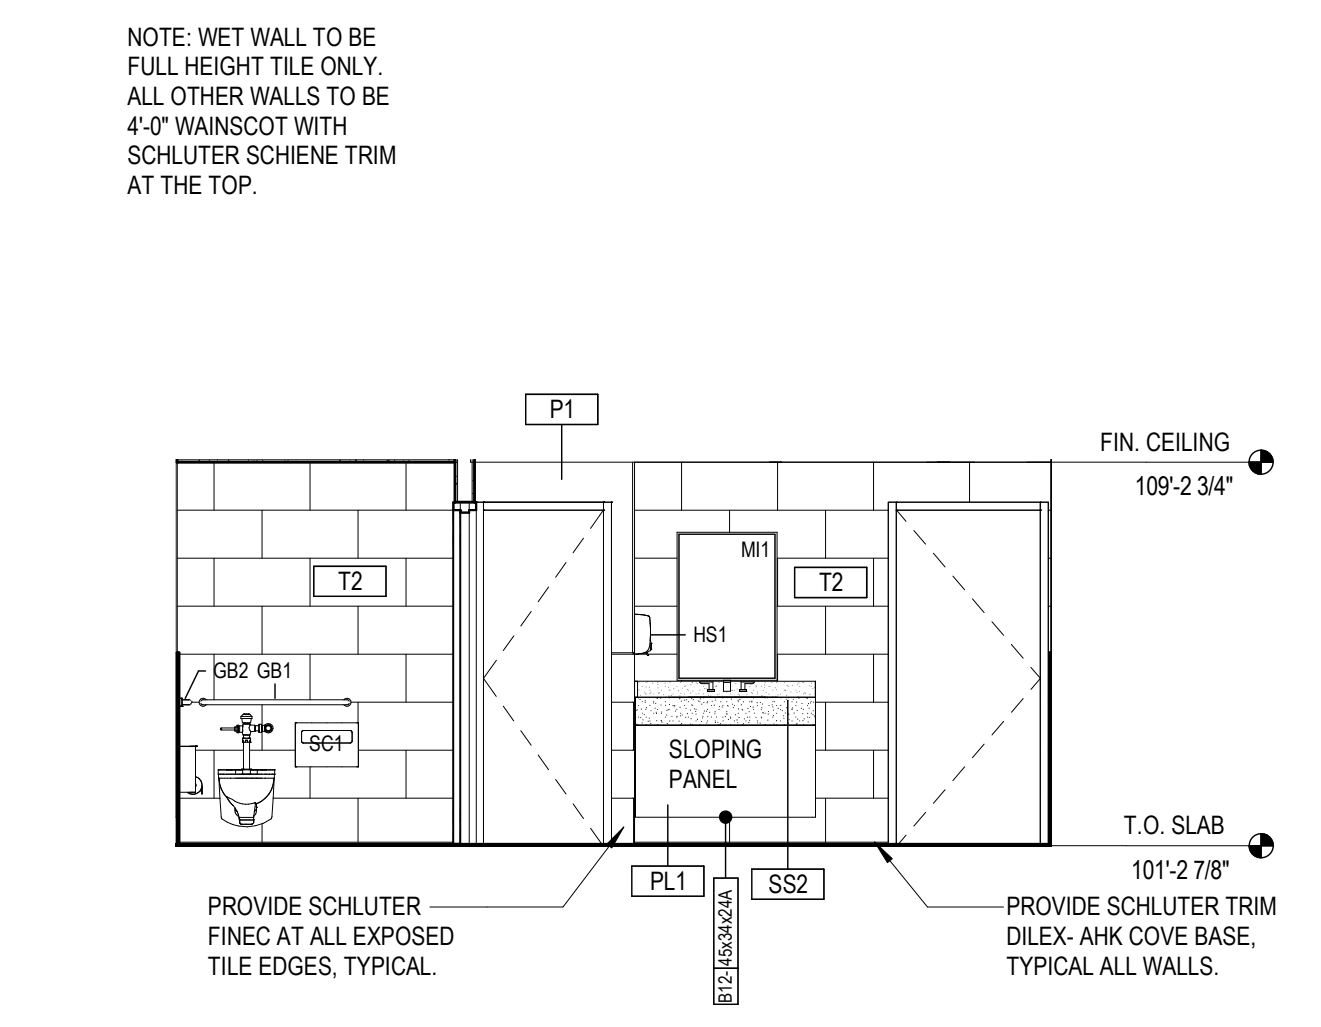 NOTE: WET WALL TO BE
FULL HEIGHT TILE ONLY.
ALL OTHER WALLS TO BE
4'-0" WAINSCOT WITH
SCHLUTER SCHIENE TRIM
AT THE TOP.
P1
FIN. CEILING
109'-2 3/4"
MI1
T2
T2
HS1
GB2 GB1
SC1
SLOPING
PANEL
T.O. SLAB
101'-2 7/8"
PL1
SS2
B12-45x34x24A
PROVIDE SCHLUTER
FINEC AT ALL EXPOSED
TILE EDGES, TYPICAL.
PROVIDE SCHLUTER TRIM
DILEX- AHK COVE BASE,
TYPICAL ALL WALLS.